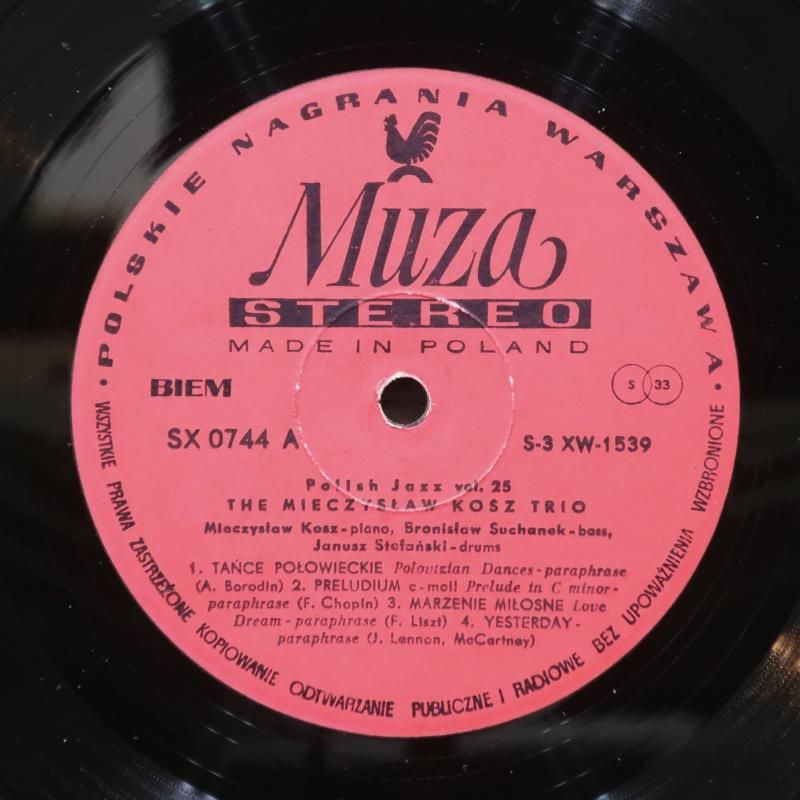 • POLSKIE NAGRANIA WARSZAWA •
Muza
STEREO
MADE IN POLAND
BIEM
S 33
SX 0744 A
S-3 XW-1539
Polish Jazz vol. 25
THE MIECZYSŁAW KOSZ TRIO
Mieczysław Kosz-piano, Bronisław Suchanek-bass,
Janusz Stefański-drums
1. TAŃCE POŁOWIECKIE Polovtzian Dances-paraphrase
(A. Borodin) 2. PRELUDIUM c-moll Prelude in C minor-
paraphrase (F. Chopin) 3. MARZENIE MIŁOSNE Love
Dream-paraphrase (F. Liszt) 4. YESTERDAY-
paraphrase (J. Lennon, McCartney)
WSZYSTKIE PRAWA ZASTRZEŻONE KOPIOWANIE ODTWARZANIE PUBLICZNE I RADIOWE BEZ UPOWAŻNIENIA WZBRONIONE